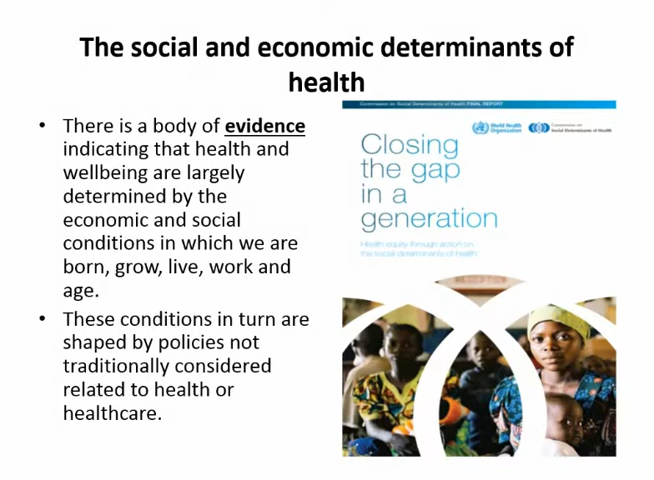 The social and economic determinants of
health
• There is a body of evidence
indicating that health and
wellbeing are largely
determined by the
economic and social
conditions in which we are
born, grow, live, work and
age.
• These conditions in turn are
shaped by policies not
traditionally considered
related to health or
healthcare.
Commission on Social Determinants of Health FINAL REPORT
World Health
Organization
Commission on
Social Determinants of Health
Closing
the gap
in a
generation
Health equity through action on
the social determinants of health